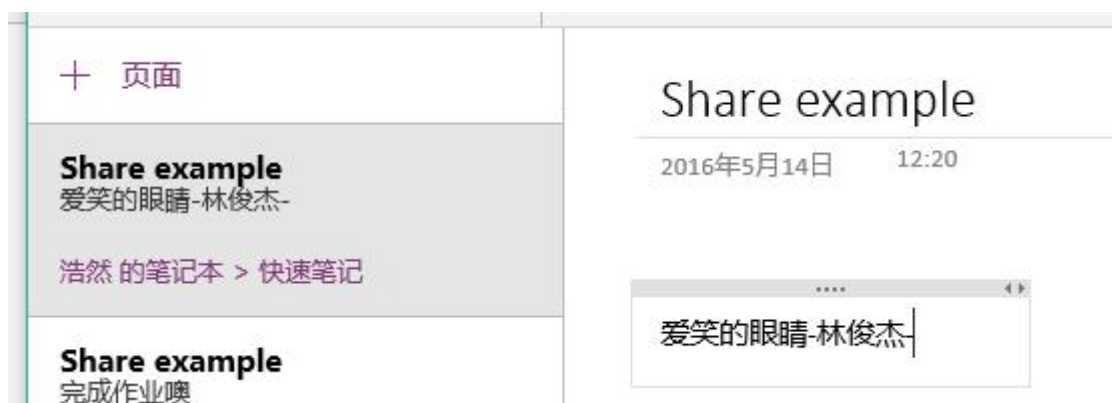 + 页面
Share example
爱笑的眼睛-林俊杰-
浩然 的笔记本 > 快速笔记
Share example
完成作业噢
Share example
2016年5月14日 12:20
爱笑的眼睛-林俊杰-